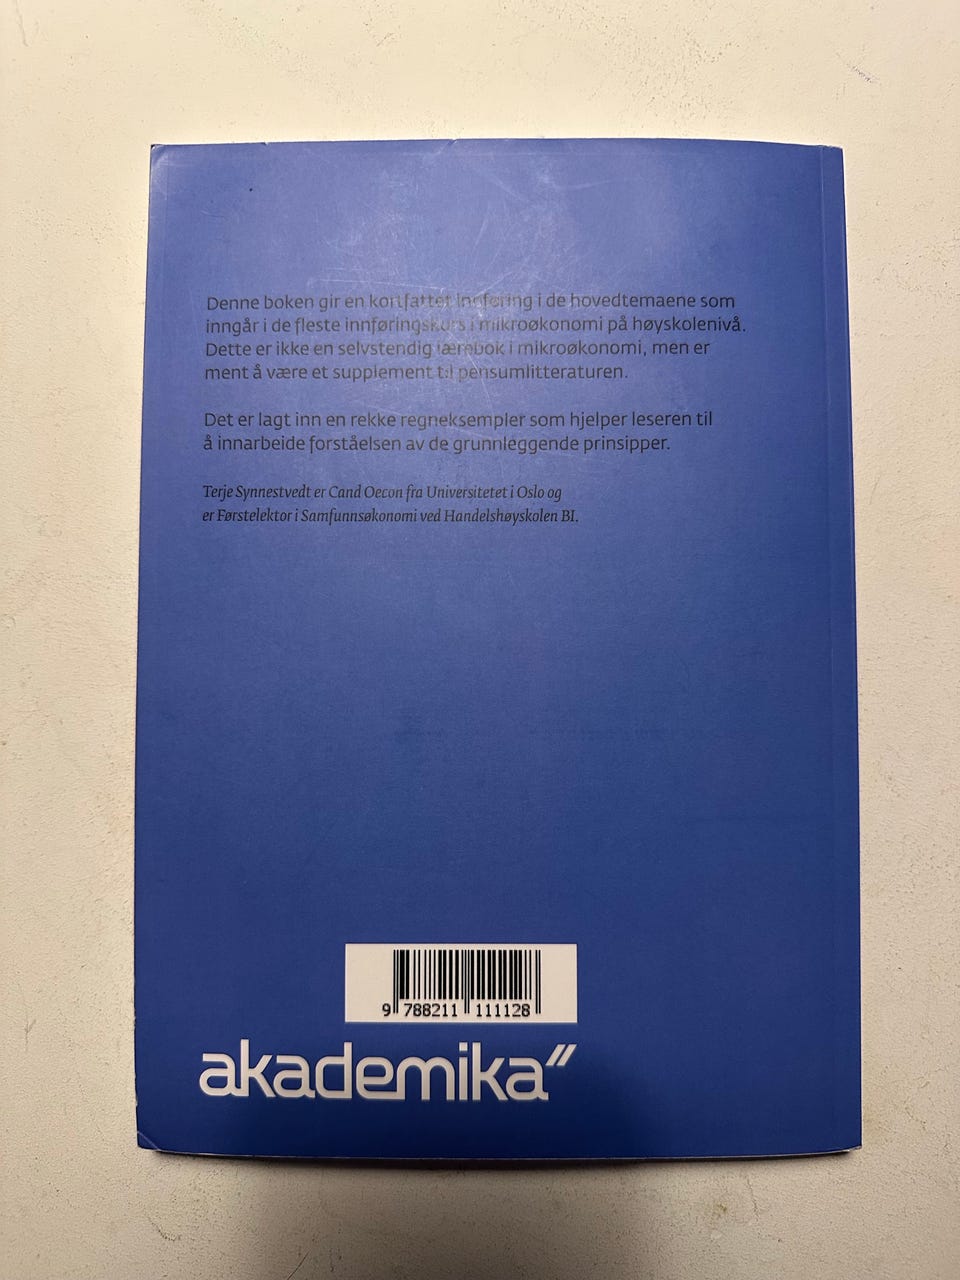 Denne boken gir en kortfattet innføring i de hovedtemaene som
inngår i de fleste innføringskurs i mikroøkonomi på høyskolenivå.
Dette er ikke en selvstendig lærebok i mikroøkonomi, men er
ment å være et supplement til pensumlitteraturen.
Det er lagt inn en rekke regneksempler som hjelper leseren til
å innarbeide forståelsen av de grunnleggende prinsipper.
Terje Synnestvedt er Cand Oecon fra Universitetet i Oslo og
er Førstelektor i Samfunnsøkonomi ved Handelshøyskolen BI.
9 788211 111128
akademika"